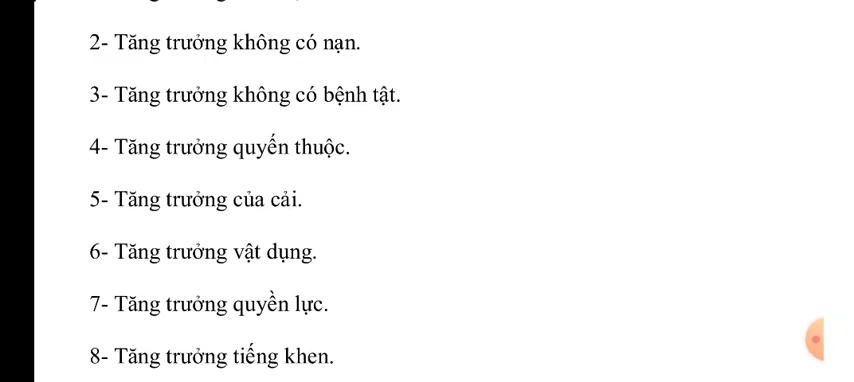 2- Tăng trưởng không có nạn.
3- Tăng trưởng không có bệnh tật.
4- Tăng trưởng quyến thuộc.
5- Tăng trưởng của cải.
6- Tăng trưởng vật dụng.
7- Tăng trưởng quyền lực.
8- Tăng trưởng tiếng khen.